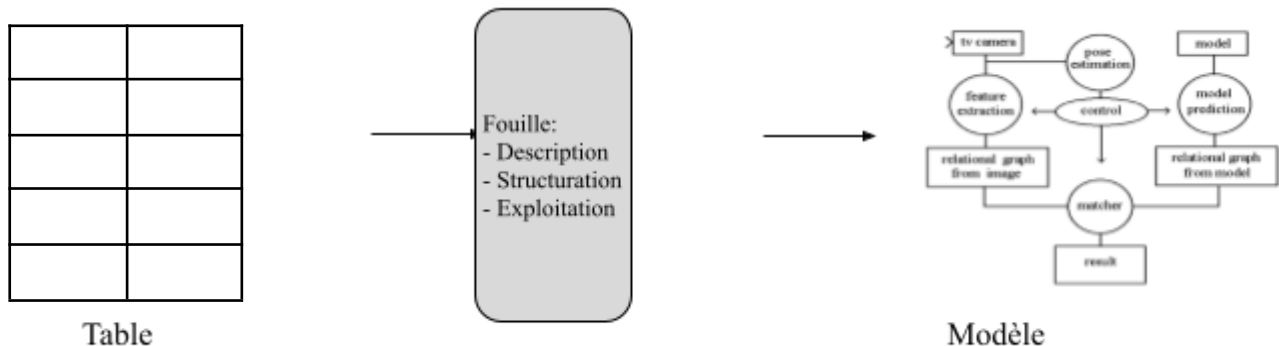 Table
Fouille:
- Description
- Structuration
- Exploitation
tv camera
pose
estimation
model
feature
extraction
control
model
prediction
relational graph
from image
relational graph
from model
matcher
result
Modèle